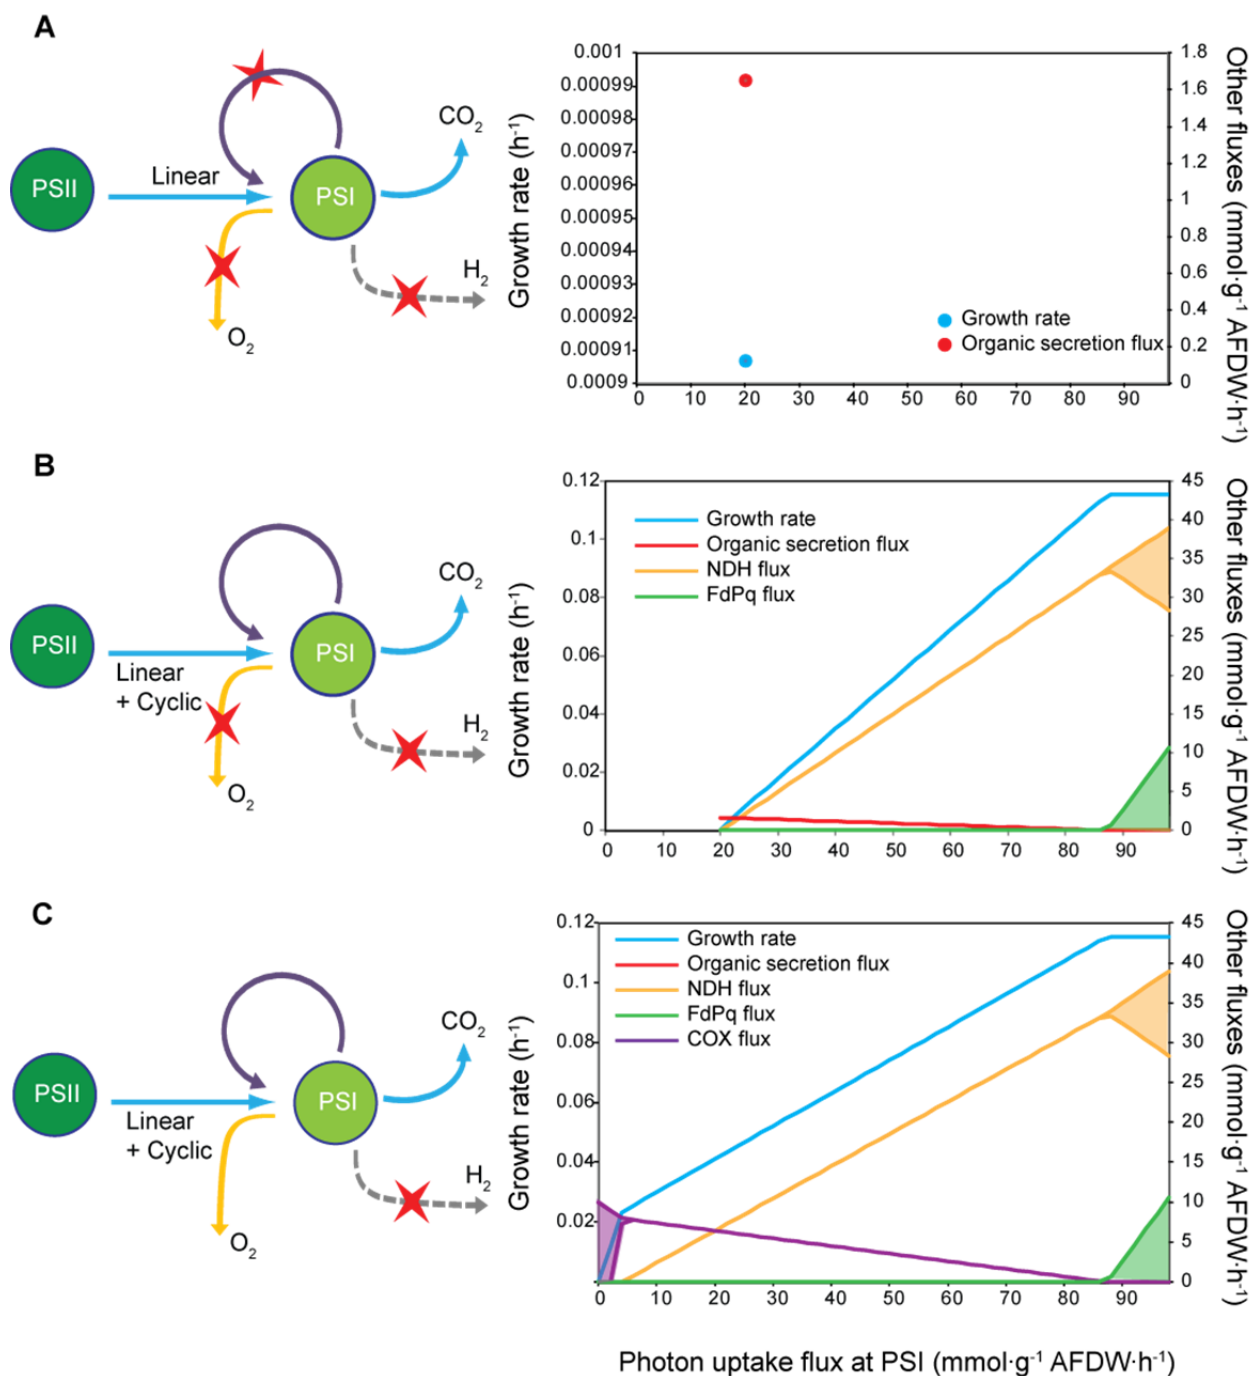 A
PSII
Linear
PSI
CO2
H2
O2
Growth rate (h-1)
0.001
0.00099
0.00098
0.00097
0.00096
0.00095
0.00094
0.00093
0.00092
0.00091
0.0009
0 10 20 30 40 50 60 70 80 90
1.8
1.6
1.4
1.2
1
0.8
0.6
0.4
0.2
0
Growth rate
Organic secretion flux
Other fluxes (mmol·g-1 AFDW·h-1)
B
PSII
Linear
+ Cyclic
PSI
CO2
H2
O2
Growth rate (h-1)
0.12
0.1
0.08
0.06
0.04
0.02
0
0 10 20 30 40 50 60 70 80 90
45
40
35
30
25
20
15
10
5
0
Growth rate
Organic secretion flux
NDH flux
FdPq flux
Other fluxes (mmol·g-1 AFDW·h-1)
C
PSII
Linear
+ Cyclic
PSI
CO2
H2
O2
Growth rate (h-1)
0.12
0.1
0.08
0.06
0.04
0.02
0 10 20 30 40 50 60 70 80 90
45
40
35
30
25
20
15
10
5
0
Growth rate
Organic secretion flux
NDH flux
FdPq flux
COX flux
Other fluxes (mmol·g-1 AFDW·h-1)
Photon uptake flux at PSI (mmol·g-1 AFDW·h-1)